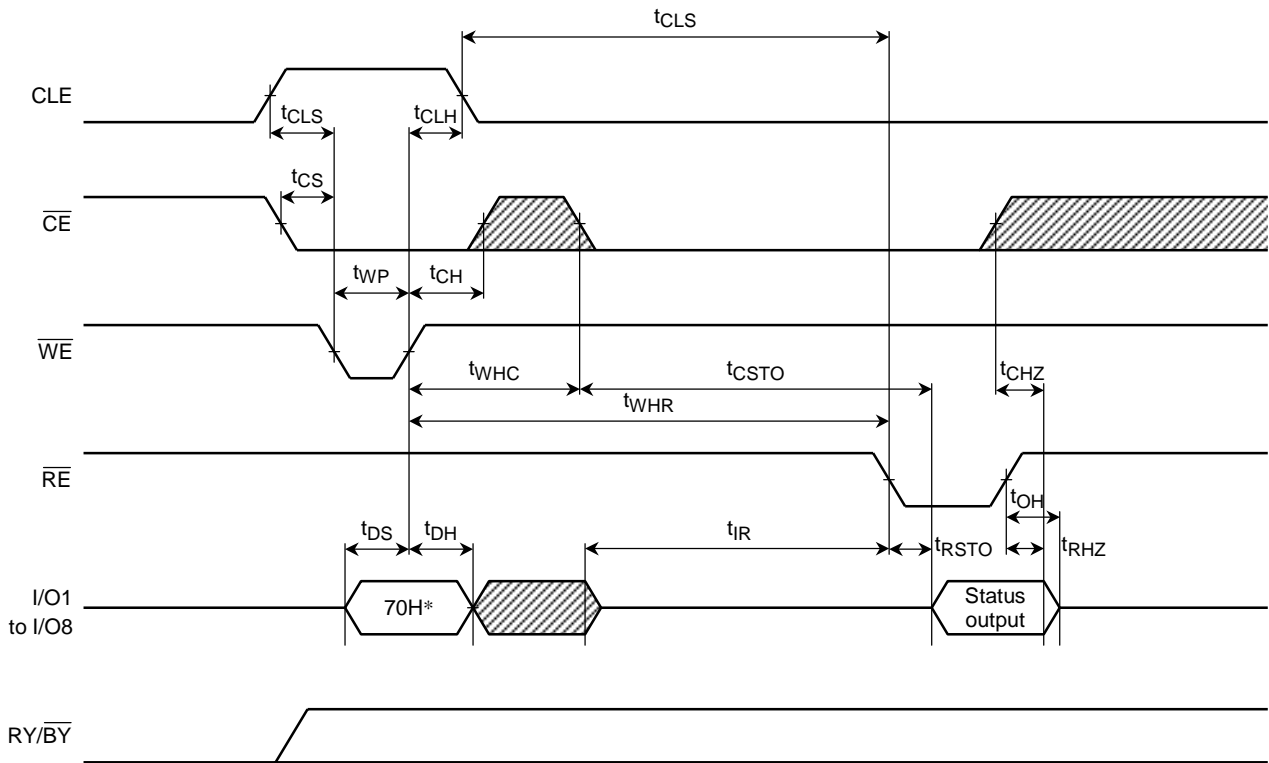 tCLS
CLE
tCLS
tCLH
tCS
CE
tWP
tCH
WE
tWHC
tCSTO
tCHZ
tWHR
RE
tOH
tDS
tDH
tIR
tRSTO
tRHZ
I/O1
to I/O8
70H*
Status
output
RY/BY